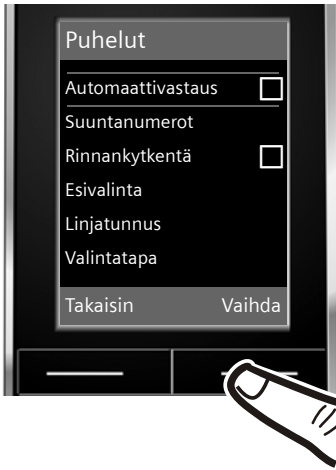 Puhelut
Automaattivastaus
Suuntanumerot
Rinnankytkentä
Esivalinta
Linjatunnus
Valintatapa
Takaisin Vaihda